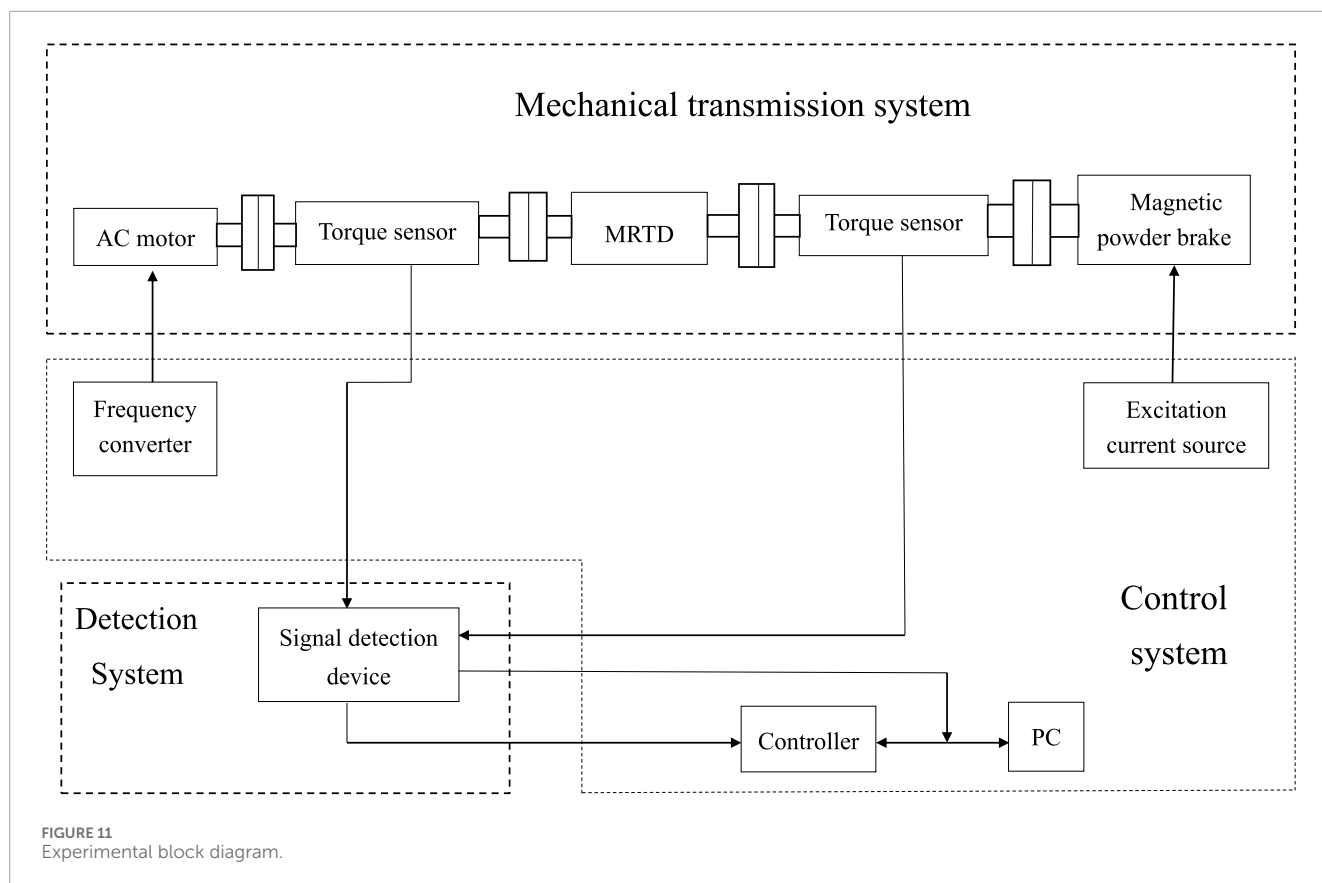 Mechanical transmission system
AC motor
Torque sensor
MRTD
Torque sensor
Magnetic
powder brake
Frequency
converter
Excitation
current source
Detection
System
Signal detection
device
Control
system
Controller
PC
FIGURE 11
Experimental block diagram.